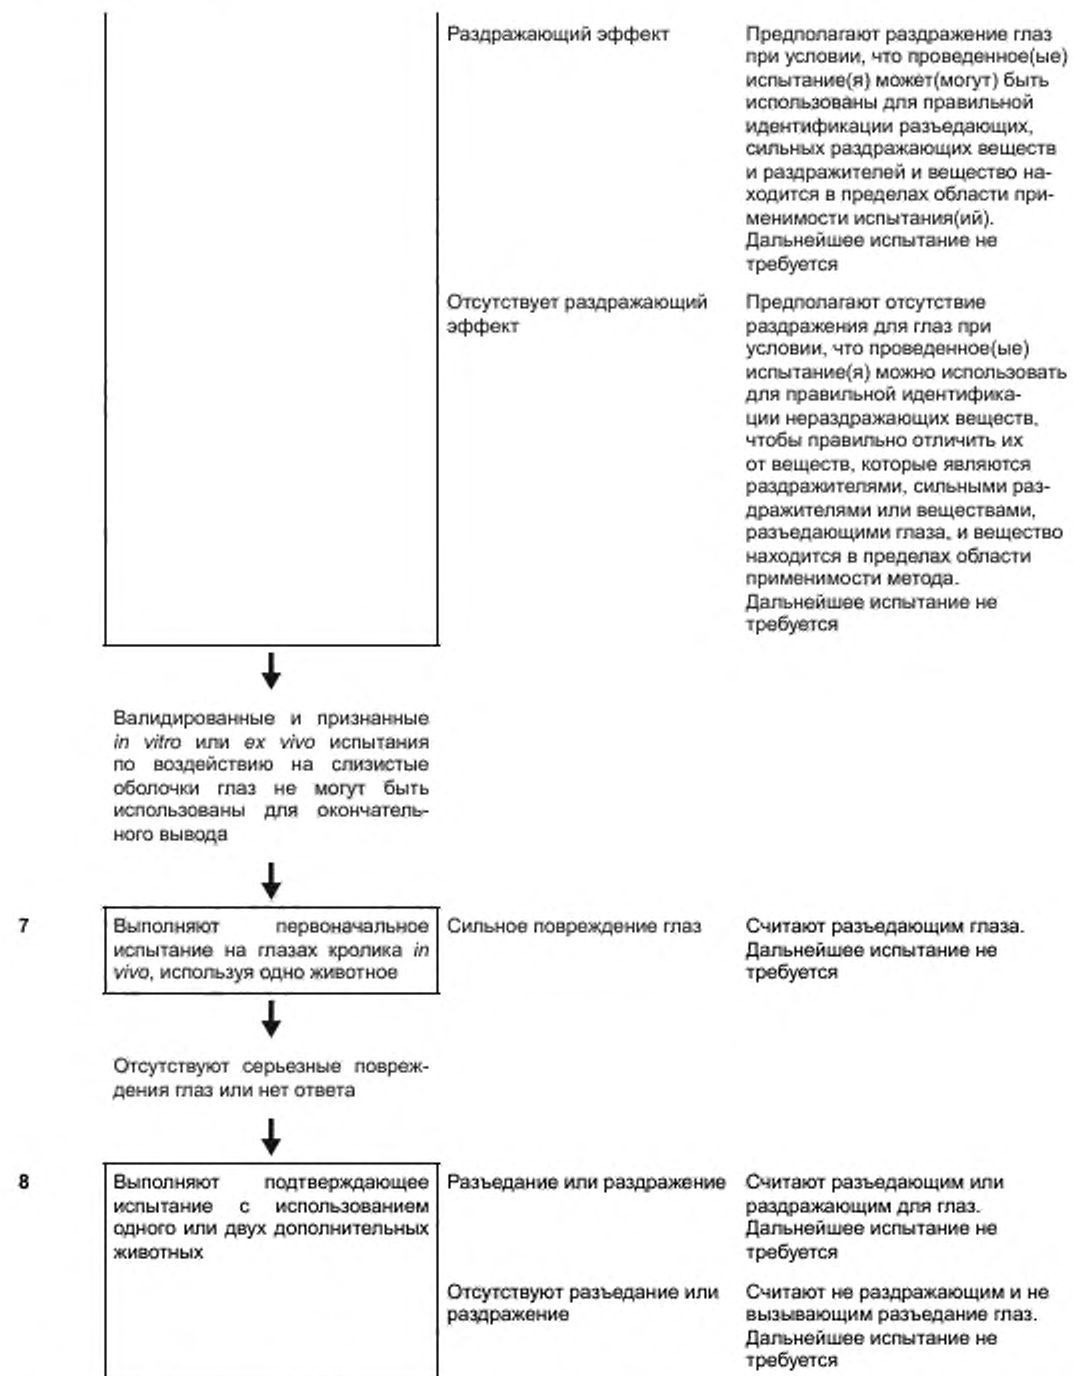 Раздражающий эффект
Предполагают раздражение глаз
при условии, что проведенное(ые)
испытание(я) может(могут) быть
использованы для правильной
идентификации разъедающих,
сильных раздражающих веществ
и раздражителей и вещество на-
ходится в пределах области при-
менимости испытания(ий).
Дальнейшее испытание не
требуется
Отсутствует раздражающий
эффект
Предполагают отсутствие
раздражения для глаз при
условии, что проведенное(ые)
испытание(я) можно использовать
для правильной идентифика-
ции нераздражающих веществ,
чтобы правильно отличить их
от веществ, которые являются
раздражителями, сильными раз-
дражителями или веществами,
разъедающими глаза, и вещество
находится в пределах области
применимости метода.
Дальнейшее испытание не
требуется
Валидированные и признанные
in vitro или ex vivo испытания
по воздействию на слизистые
оболочки глаз не могут быть
использованы для окончатель-
ного вывода
7
Выполняют первоначальное
испытание на глазах кролика in
vivo, используя одно животное
Сильное повреждение глаз
Считают разъедающим глаза.
Дальнейшее испытание не
требуется
Отсутствуют серьезные повреж-
дения глаз или нет ответа
8
Выполняют подтверждающее
испытание с использованием
одного или двух дополнительных
животных
Разъедание или раздражение
Считают разъедающим или
раздражающим для глаз.
Дальнейшее испытание не
требуется
Отсутствуют разъедание или
раздражение
Считают не раздражающим и не
вызывающим разъедание глаз.
Дальнейшее испытание не
требуется